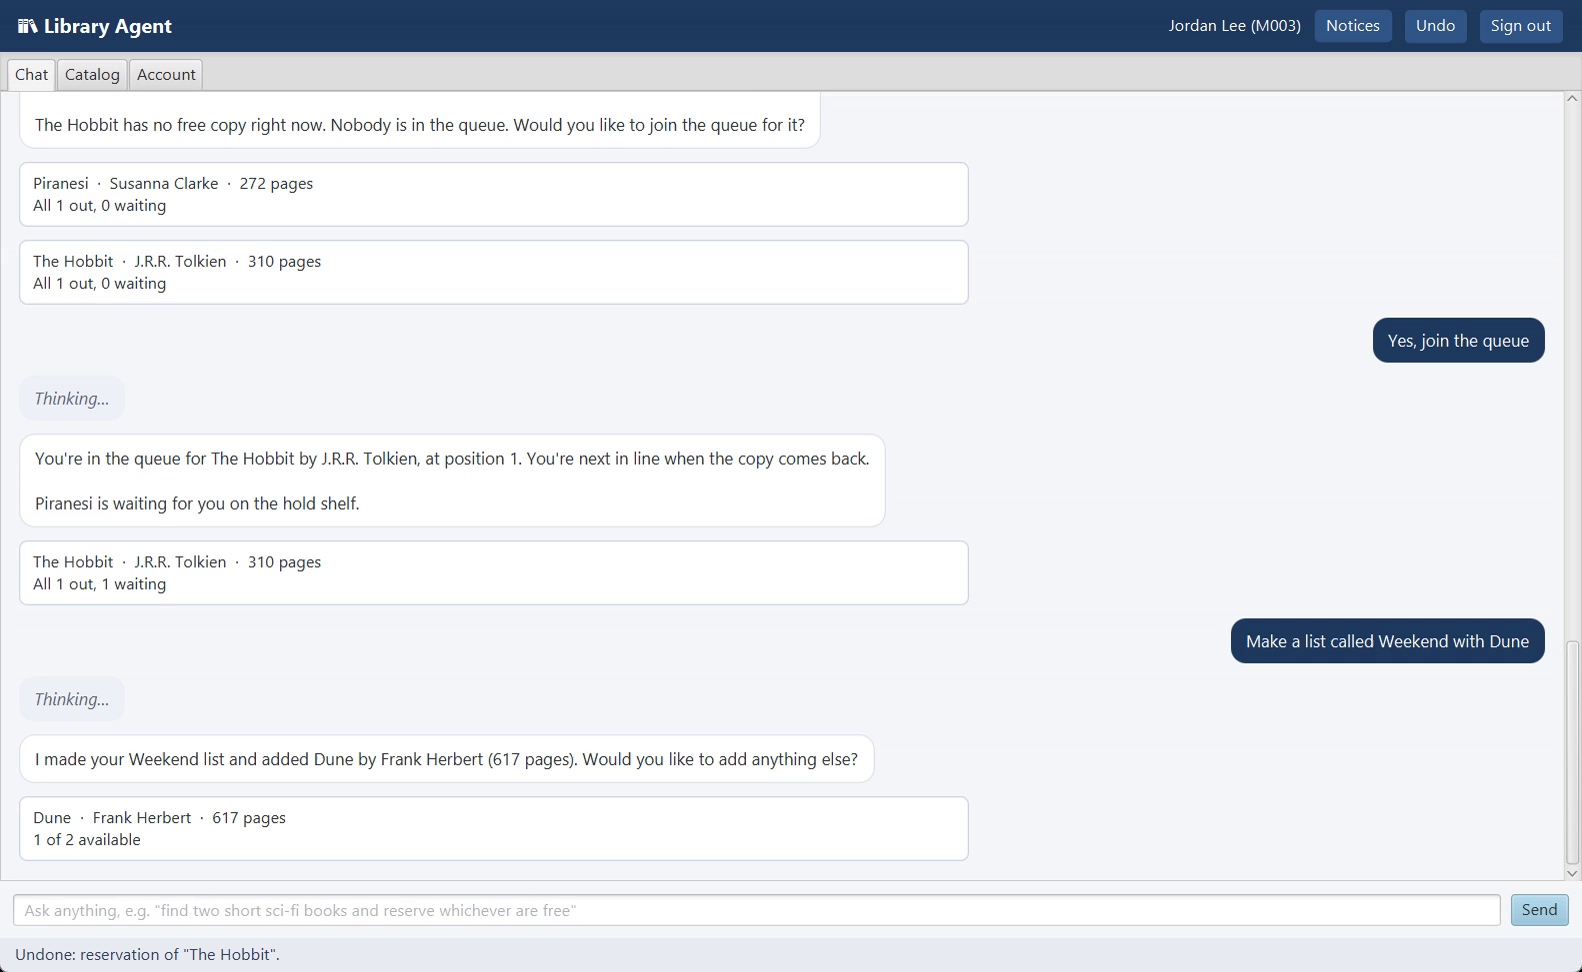 Library Agent
Jordan Lee (M003)
Notices
Undo
Sign out
Chat
Catalog
Account
The Hobbit has no free copy right now. Nobody is in the queue. Would you like to join the queue for it?
Piranesi · Susanna Clarke · 272 pages
All 1 out, 0 waiting
The Hobbit · J.R.R. Tolkien · 310 pages
All 1 out, 0 waiting
Yes, join the queue
Thinking...
You're in the queue for The Hobbit by J.R.R. Tolkien, at position 1. You're next in line when the copy comes back.
Piranesi is waiting for you on the hold shelf.
The Hobbit · J.R.R. Tolkien · 310 pages
All 1 out, 1 waiting
Make a list called Weekend with Dune
Thinking...
I made your Weekend list and added Dune by Frank Herbert (617 pages). Would you like to add anything else?
Dune · Frank Herbert · 617 pages
1 of 2 available
Ask anything, e.g. "find two short sci-fi books and reserve whichever are free"
Send
Undone: reservation of "The Hobbit".